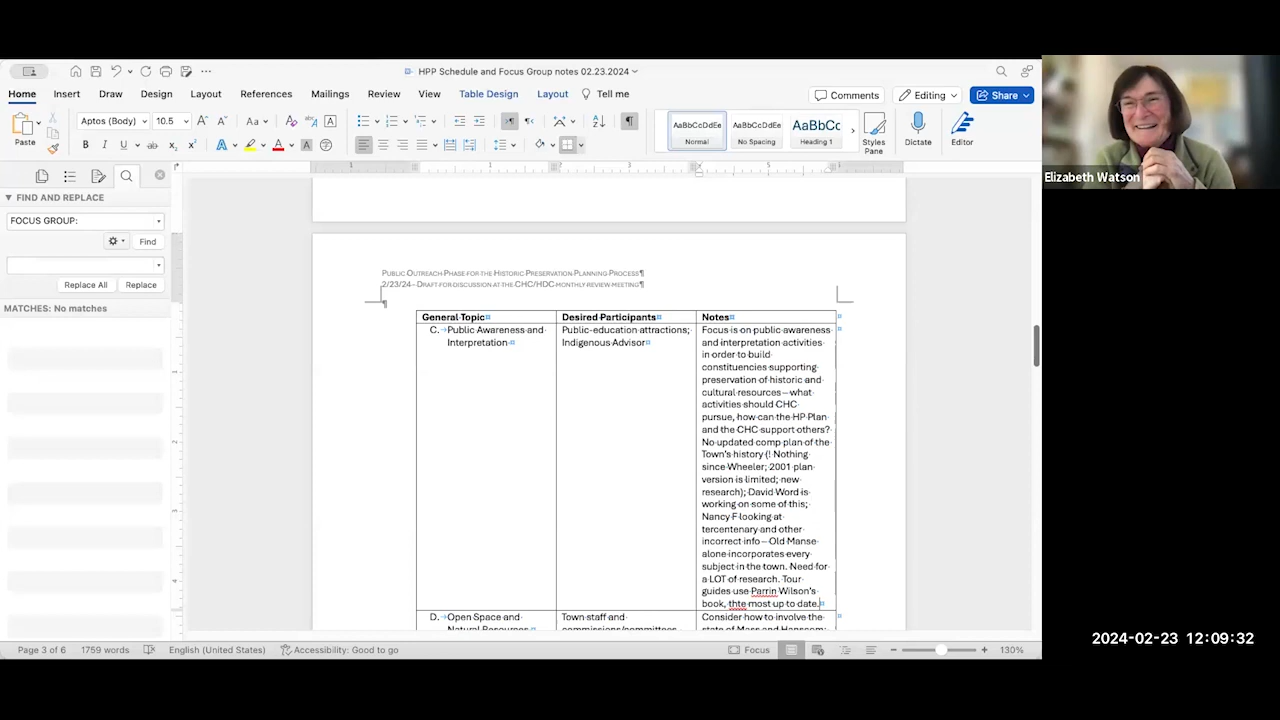 HPP Schedule and Focus Group notes 02.23.2024
Home Insert Draw Design Layout References Mailings Review View Table Design Layout Tell me
Comments Editing Share
Paste
Aptos (Body) 10.5
AaBbCcDdEe AaBbCcDdEe AaBbCc
Normal No Spacing Heading 1
Styles Pane
Dictate
Editor
Elizabeth Watson
FIND AND REPLACE
FOCUS GROUP:
Find
Replace All Replace
MATCHES: No matches
Public Outreach Phase for the Historic Preservation Planning Process¶
2/23/24–Draft for discussion at the CHC/HDC monthly review meeting¶
¶
General Topic Desired Participants Notes
C. Public Awareness and
Interpretation
Public education attractions;
Indigenous Advisor
Focus is on public awareness
and interpretation activities
in order to build
constituencies supporting
preservation of historic and
cultural resources – what
activities should CHC
pursue, how can the HP Plan
and the CHC support others?
No updated comp plan of the
Town's history (! Nothing
since Wheeler; 2001 plan
version is limited; new
research); David Word is
working on some of this;
Nancy F looking at
tercentenary and other
incorrect info – Old Manse
alone incorporates every
subject in the town. Need for
a LOT of research. Tour
guides use Parrin Wilson's
book, thte most up to date.
D. Open Space and
Natural Resources
Town staff and
commissions/committees
Consider how to involve the
state of Mass and Hanscom;
Page 3 of 6 1759 words English (United States) Accessibility: Good to go Focus 130%
2024-02-23 12:09:32